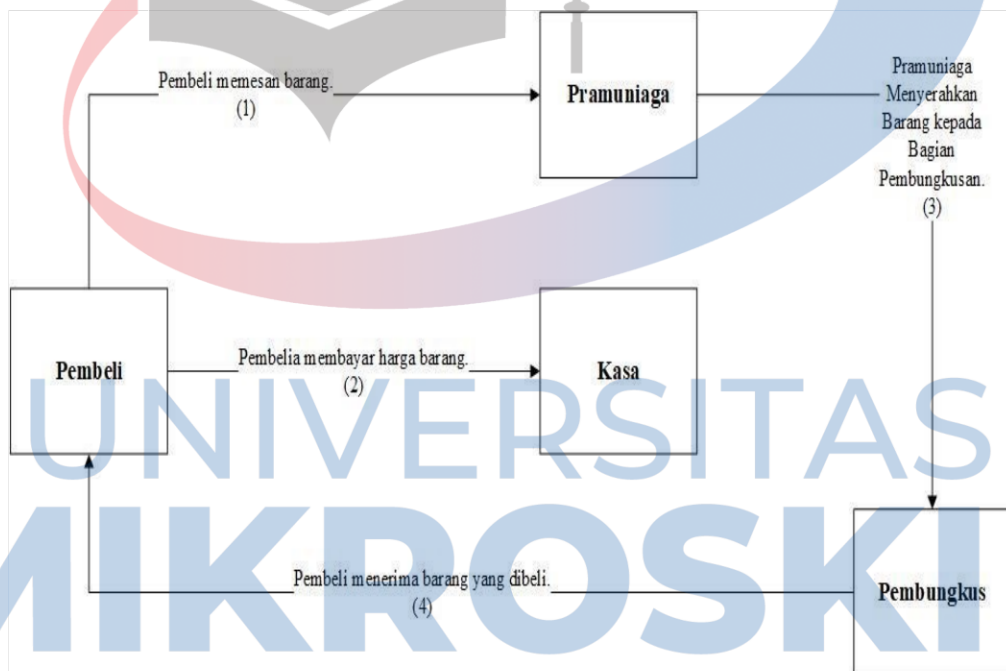 Pembeli memesan barang.
(1)
Pramuniaga
Pramuniaga
Menyerahkan
Barang kepada
Bagian
Pembungkusan.
(3)
Pembeli
Pembelia membayar harga barang.
(2)
Kasa
UNIVERSITAS
MIKROSKI
Pembeli menerima barang yang dibeli.
(4)
Pembungkus